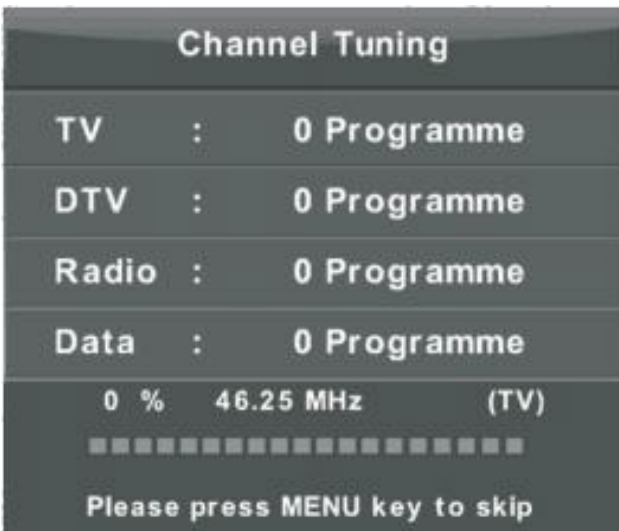 Channel Tuning
TV : 0 Programme
DTV : 0 Programme
Radio : 0 Programme
Data : 0 Programme
0 % 46.25 MHz (TV)
Please press MENU key to skip